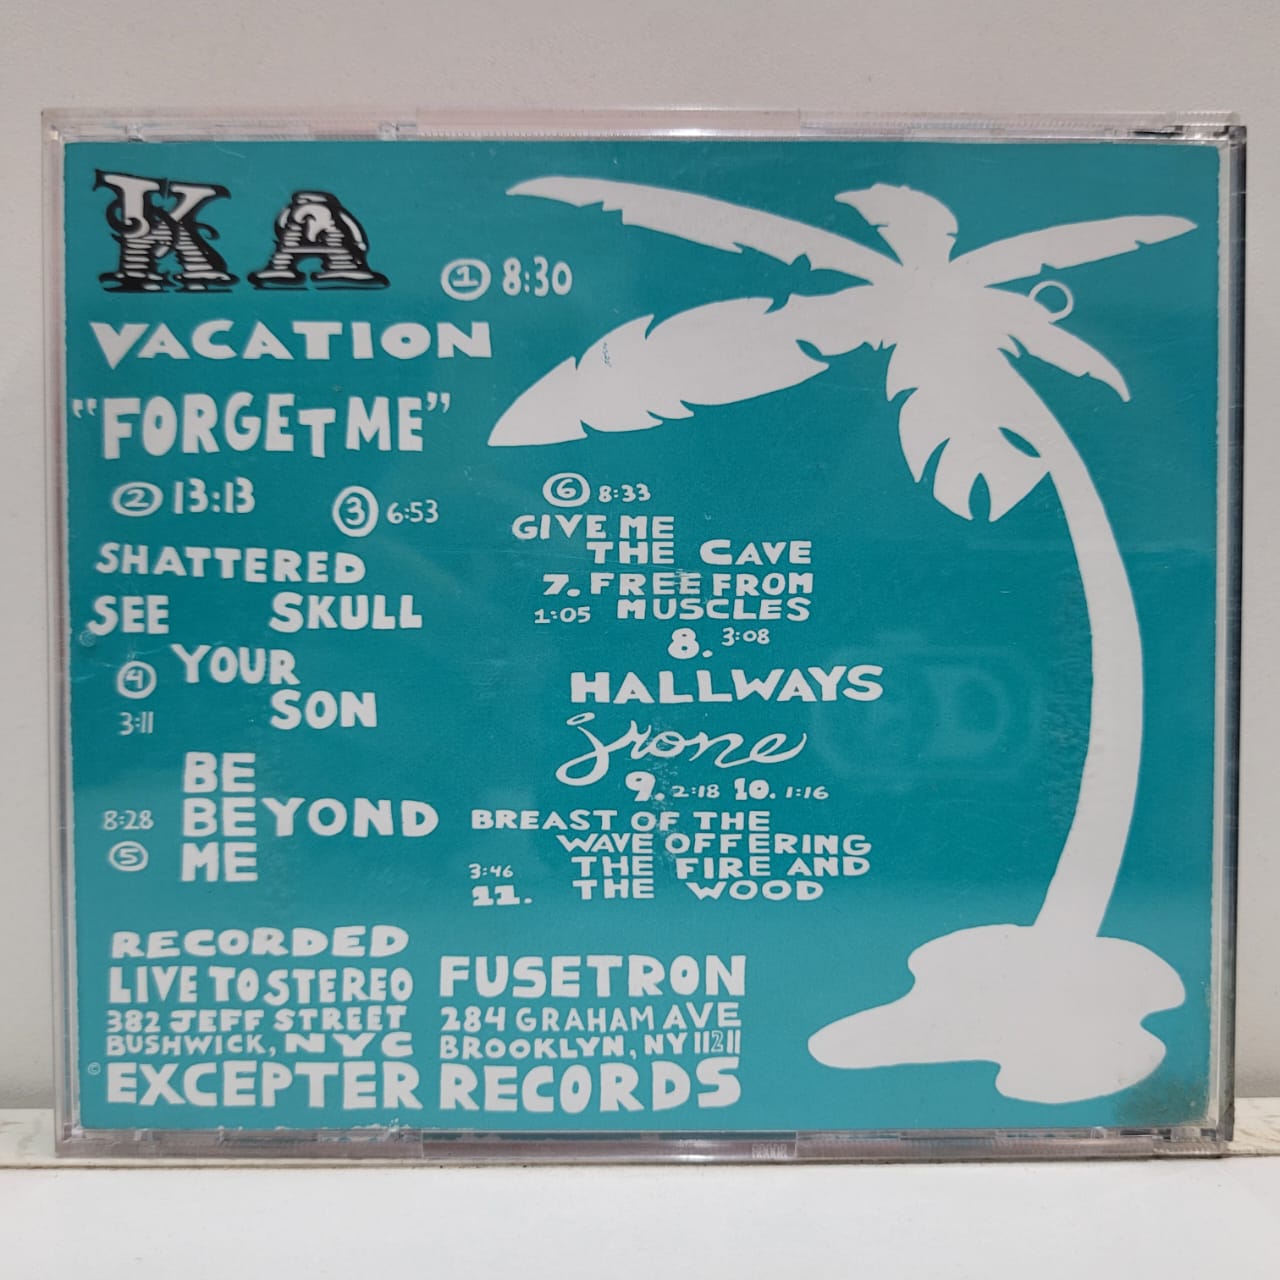 KA
① 8:30
VACATION
"FORGET ME"
② 13:13
③ 6:53
SHATTERED
SKULL
SEE
YOUR
SON
④
3:11
BE
BEYOND
ME
8:28
⑤
⑥ 8:33
GIVE ME
THE CAVE
7. FREE FROM
1:05 MUSCLES
8. 3:08
HALLWAYS
jrone
9. 2:18 10. 1:16
BREAST OF THE
WAVE OFFERING
3:46 THE FIRE AND
11. THE WOOD
RECORDED
LIVE TO STEREO
382 JEFF STREET
BUSHWICK, NYC
FUSETRON
284 GRAHAM AVE
BROOKLYN, NY 11211
© EXCEPTER RECORDS